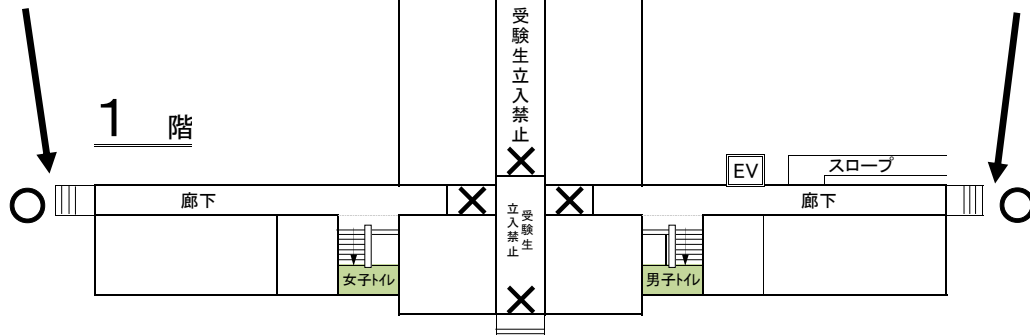 受験生立入禁止
1 階
EV
スロープ
廊下
廊下
受験生
立入禁止
女子トイレ
男子トイレ